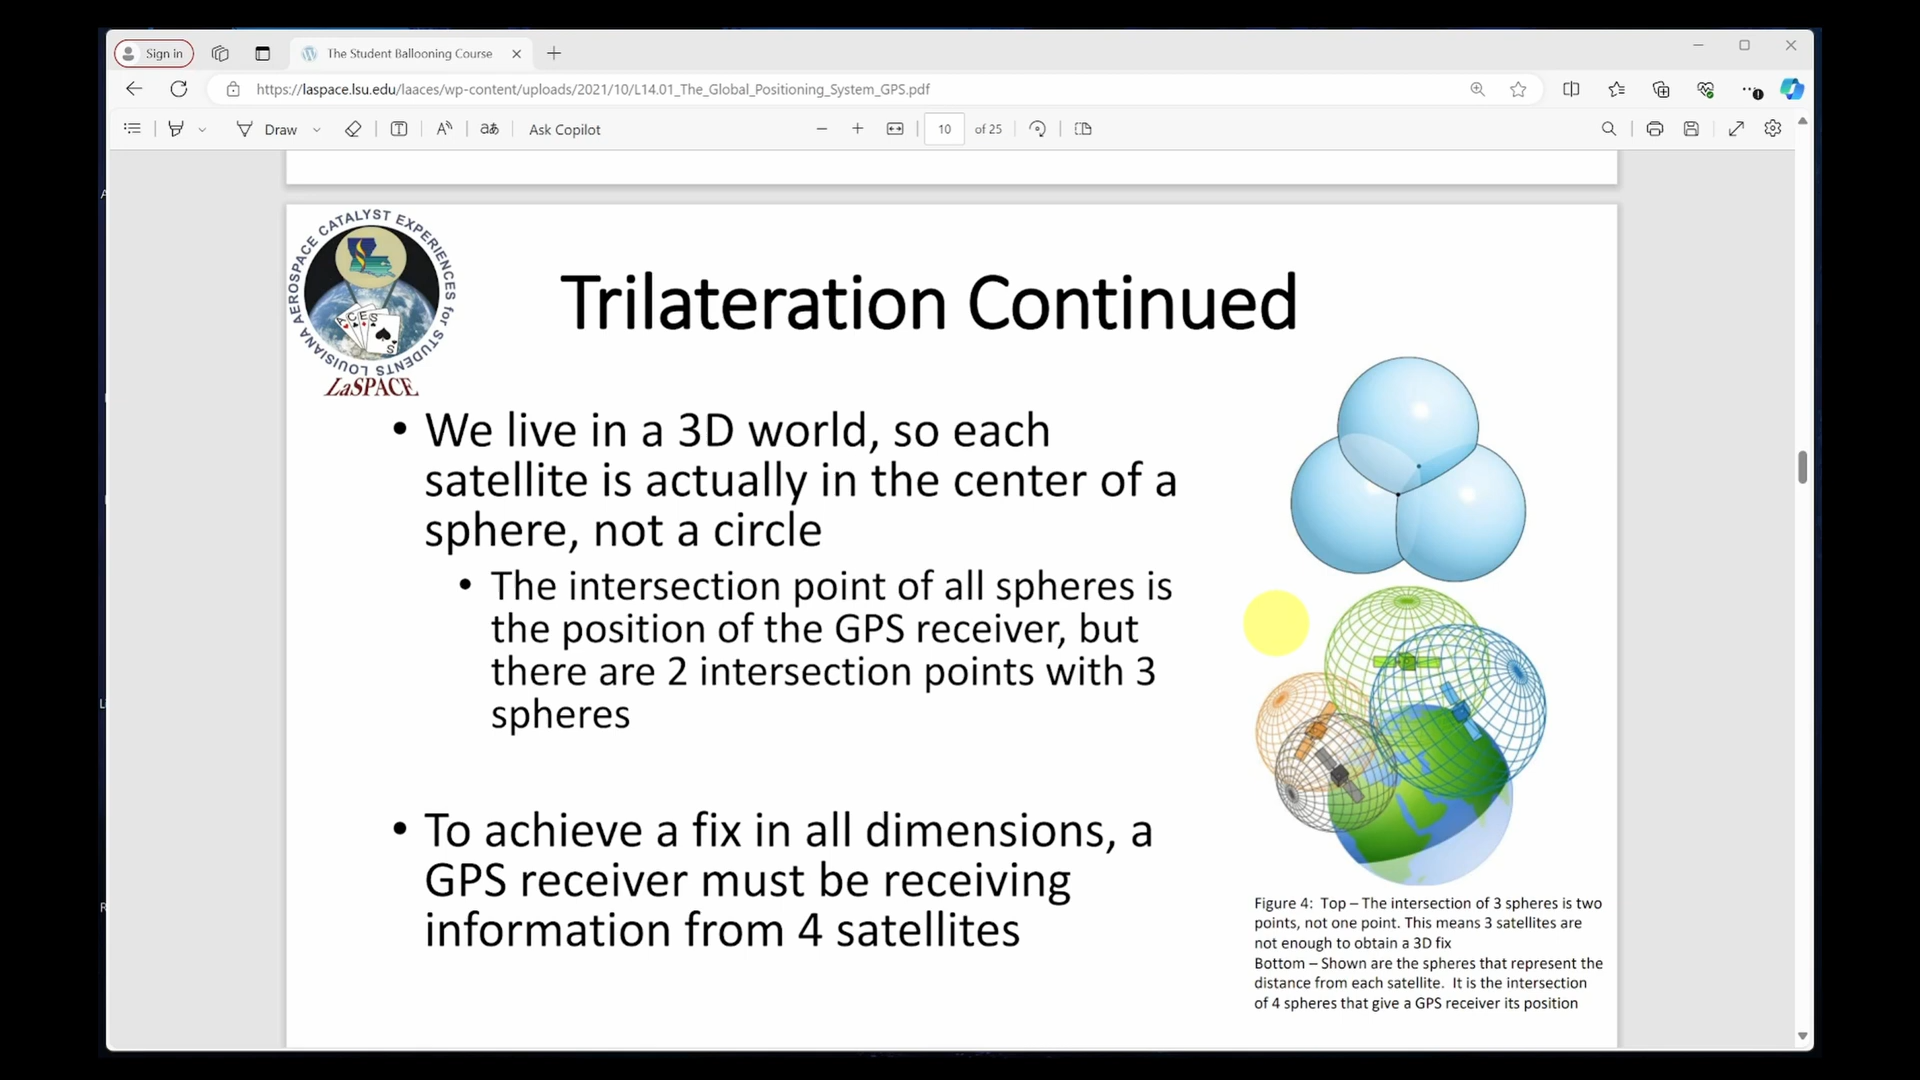 Sign in
The Student Ballooning Course
https://laspace.lsu.edu/laaces/wp-content/uploads/2021/10/L14.01_The_Global_Positioning_System_GPS.pdf
Draw
Ask Copilot
10 of 25
LOUISIANA AEROSPACE CATALYST EXPERIENCES for STUDENTS
ACES
S
LaSPACE
Trilateration Continued
• We live in a 3D world, so each
satellite is actually in the center of a
sphere, not a circle
• The intersection point of all spheres is
the position of the GPS receiver, but
there are 2 intersection points with 3
spheres
• To achieve a fix in all dimensions, a
GPS receiver must be receiving
information from 4 satellites
Figure 4: Top – The intersection of 3 spheres is two
points, not one point. This means 3 satellites are
not enough to obtain a 3D fix
Bottom – Shown are the spheres that represent the
distance from each satellite. It is the intersection
of 4 spheres that give a GPS receiver its position